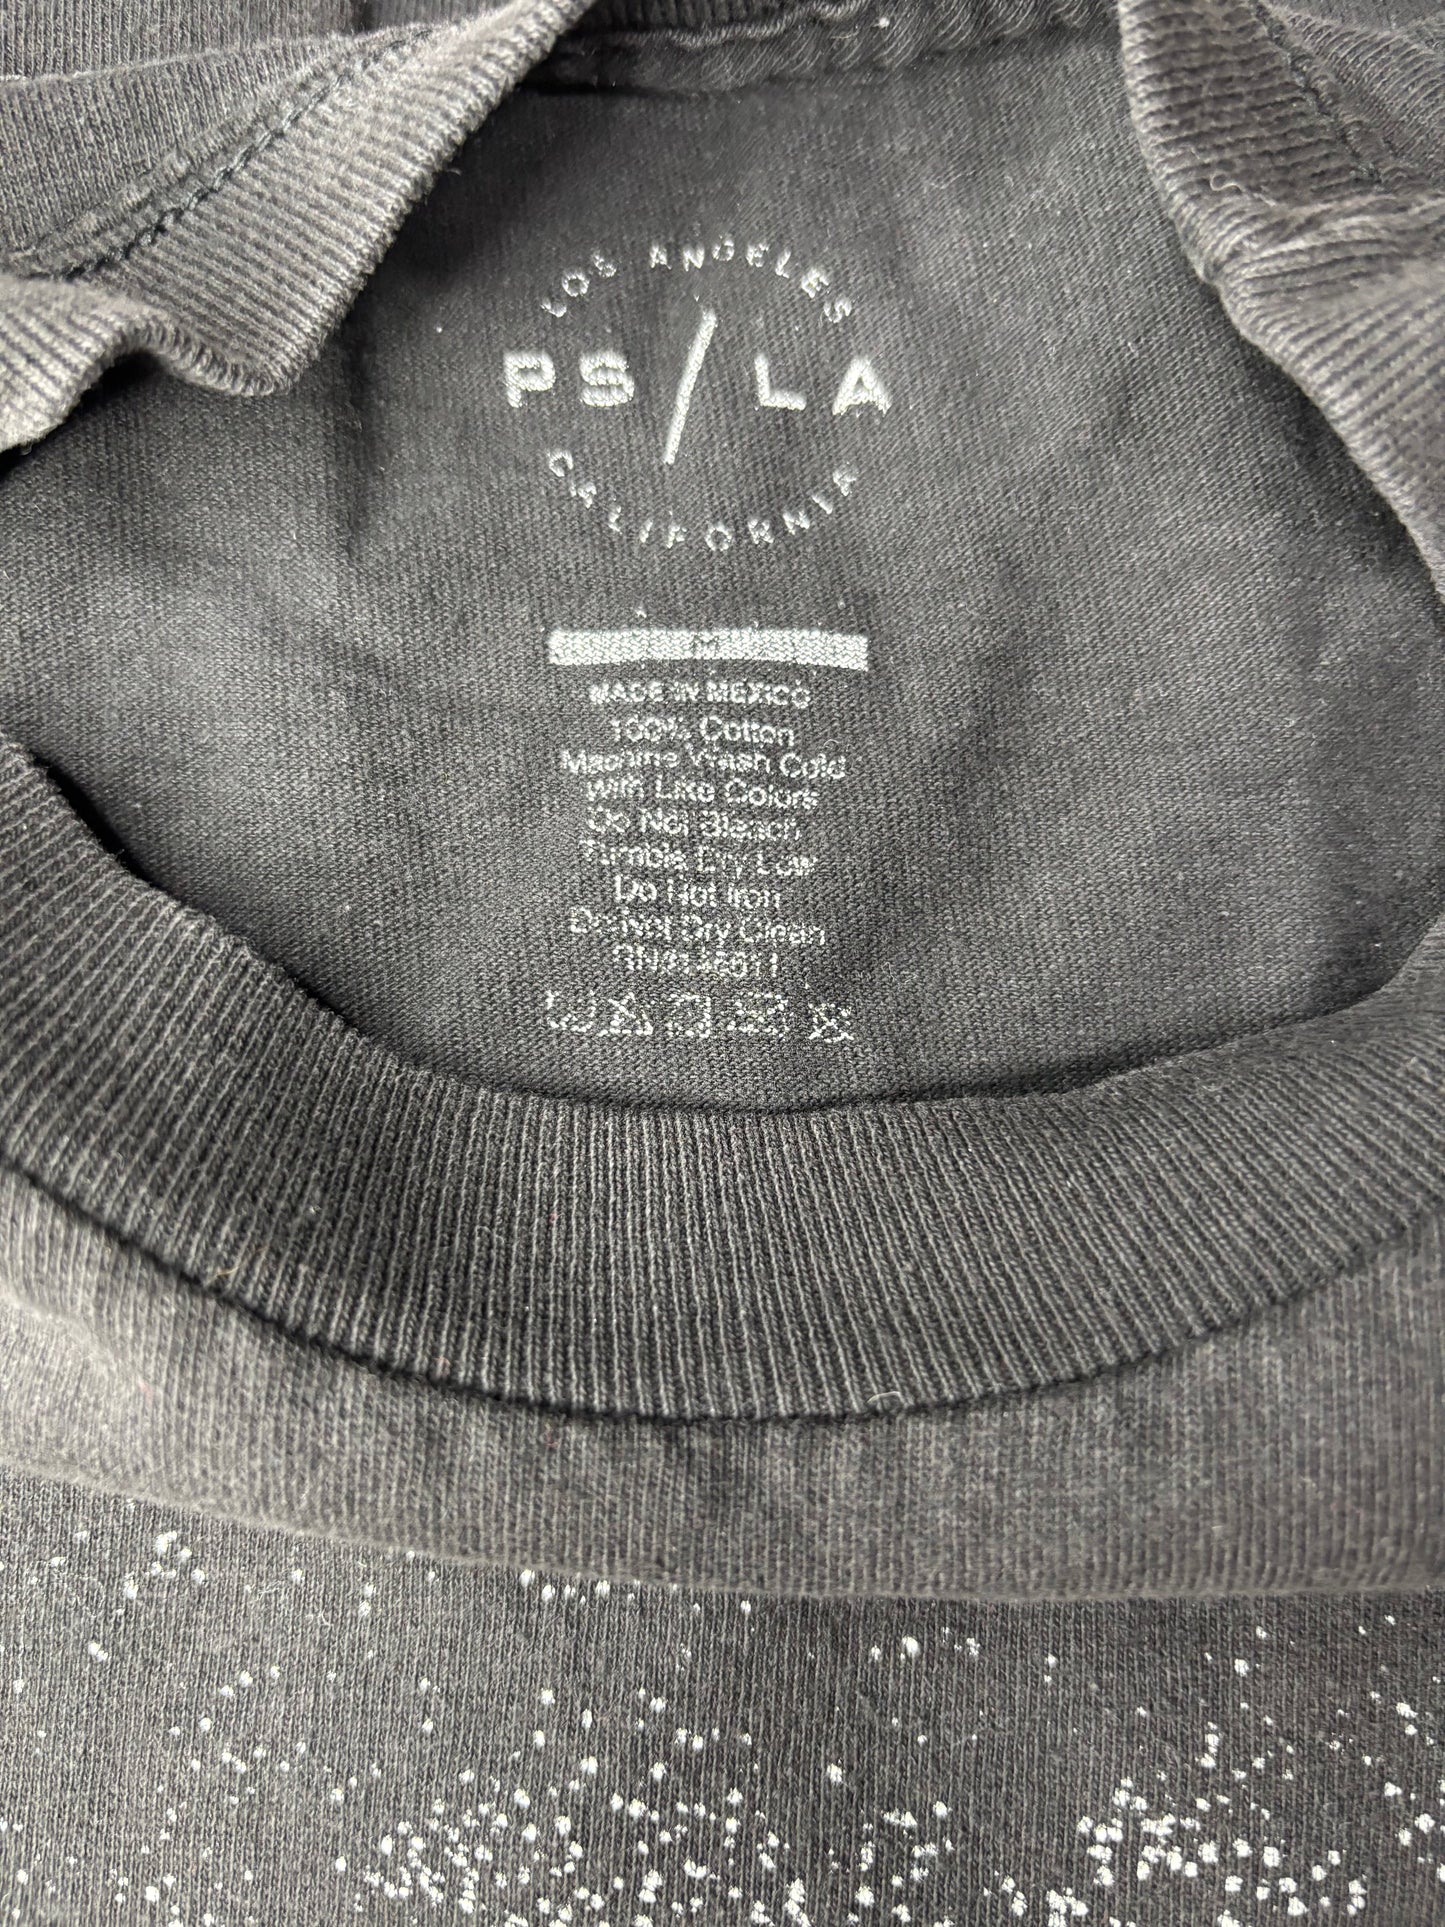 LOS ANGELES
PS/LA
CALIFORNIA
M
MADE IN MEXICO
100% Cotton
Machine Wash Cold
With Like Colors
Do Not Bleach
Tumble Dry Low
Do Not Iron
Do Not Dry Clean